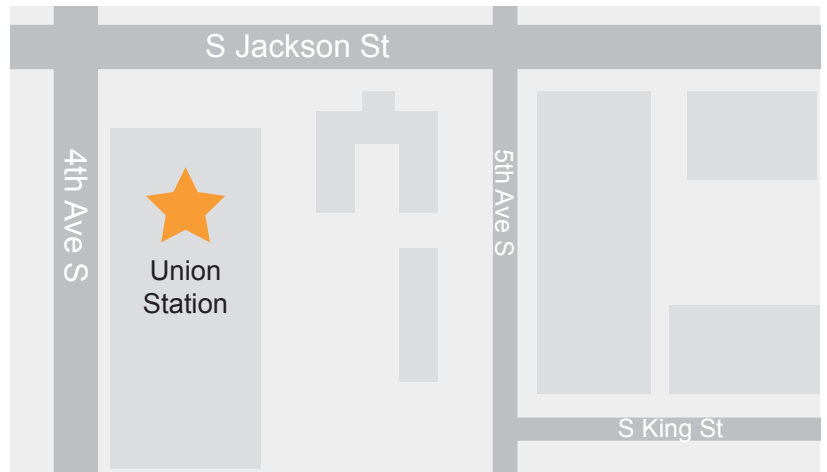 S Jackson St
4th Ave S
5th Ave S
Union
Station
S King St